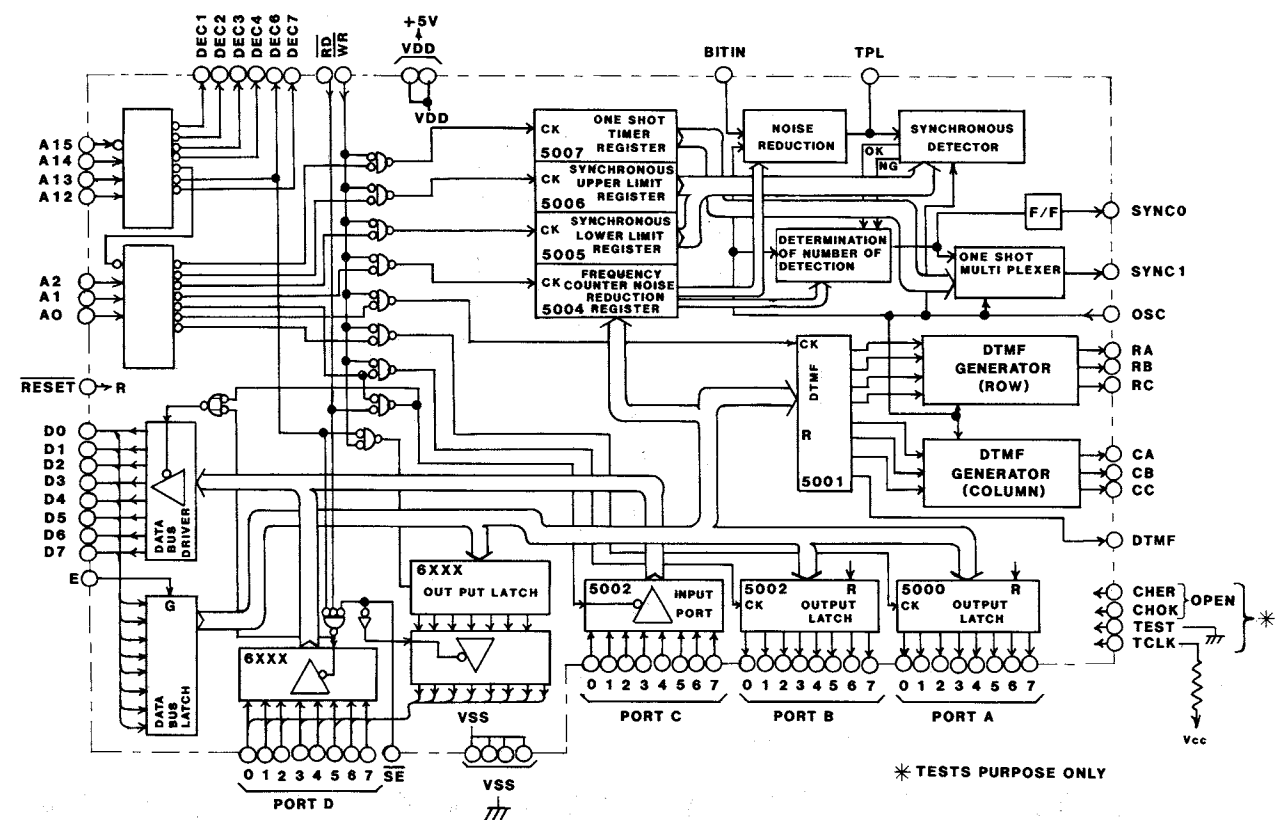 DEC1
DEC2
DEC3
DEC4
DEC6
DEC7
RD
WR
+5V
VDD
VDD
BITIN
TPL
A15
A14
A13
A12
CK
ONE SHOT
TIMER
REGISTER
5007
CK
SYNCHRONOUS
UPPER LIMIT
REGISTER
5006
CK
SYNCHRONOUS
LOWER LIMIT
REGISTER
5005
CK
FREQUENCY
COUNTER NOISE
REDUCTION
REGISTER
5004
NOISE
REDUCTION
SYNCHRONOUS
DETECTOR
OK
NG
DETERMINATION
OF NUMBER OF
DETECTION
F/F
ONE SHOT
MULTI PLEXER
SYNC0
SYNC1
OSC
A2
A1
A0
RESET
R
CK
DTMF
R
5001
DTMF
GENERATOR
(ROW)
RA
RB
RC
DTMF
GENERATOR
(COLUMN)
CA
CB
CC
DTMF
D0
D1
D2
D3
D4
D5
D6
D7
DATA
BUS
DRIVER
E
G
DATA
BUS
LATCH
6XXX
OUT PUT LATCH
6XXX
5002
INPUT
PORT
5002
R
CK
OUTPUT
LATCH
5000
R
CK
OUTPUT
LATCH
CHER
CHOK
OPEN
TEST
TCLK
✳
Vcc
0 1 2 3 4 5 6 7
PORT C
0 1 2 3 4 5 6 7
PORT B
0 1 2 3 4 5 6 7
PORT A
VSS
VSS
0 1 2 3 4 5 6 7
PORT D
SE
✳ TESTS PURPOSE ONLY